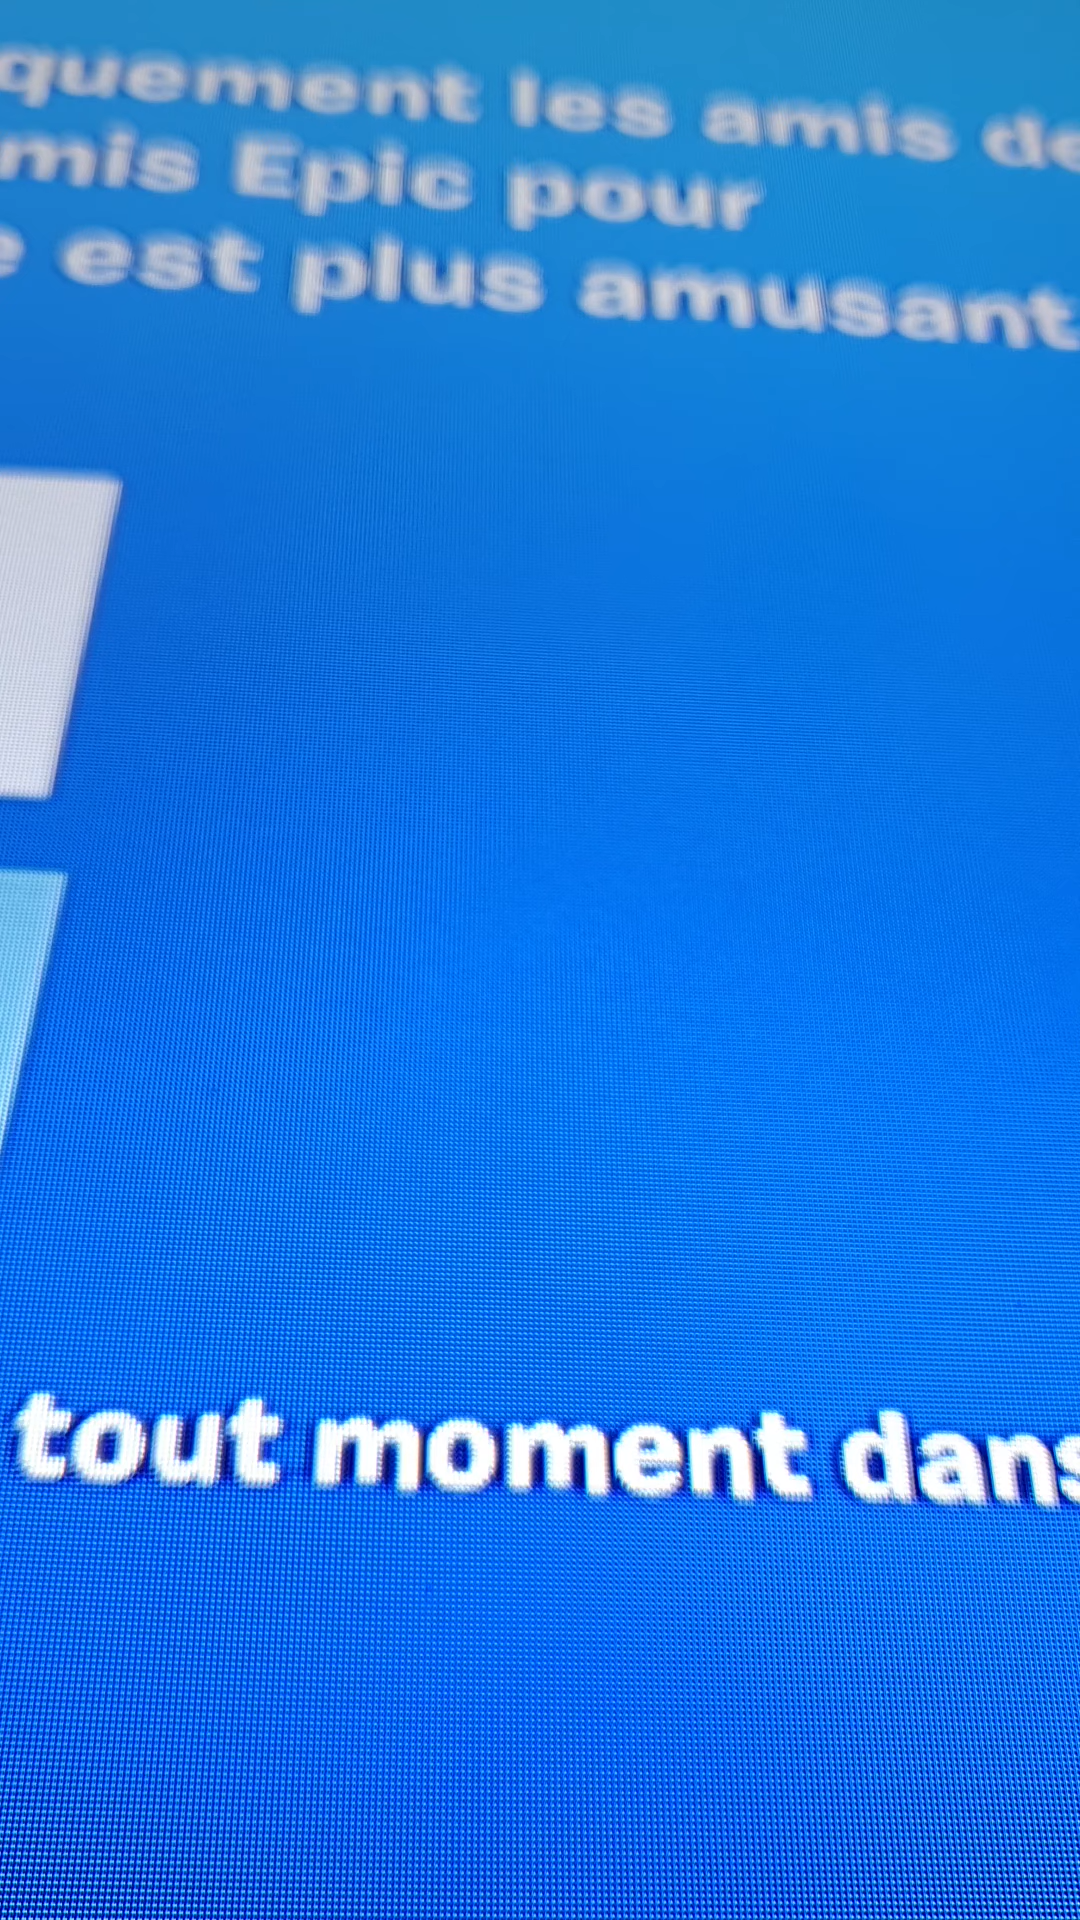 quement les amis de
mis Epic pour
e est plus amusant
tout moment dans